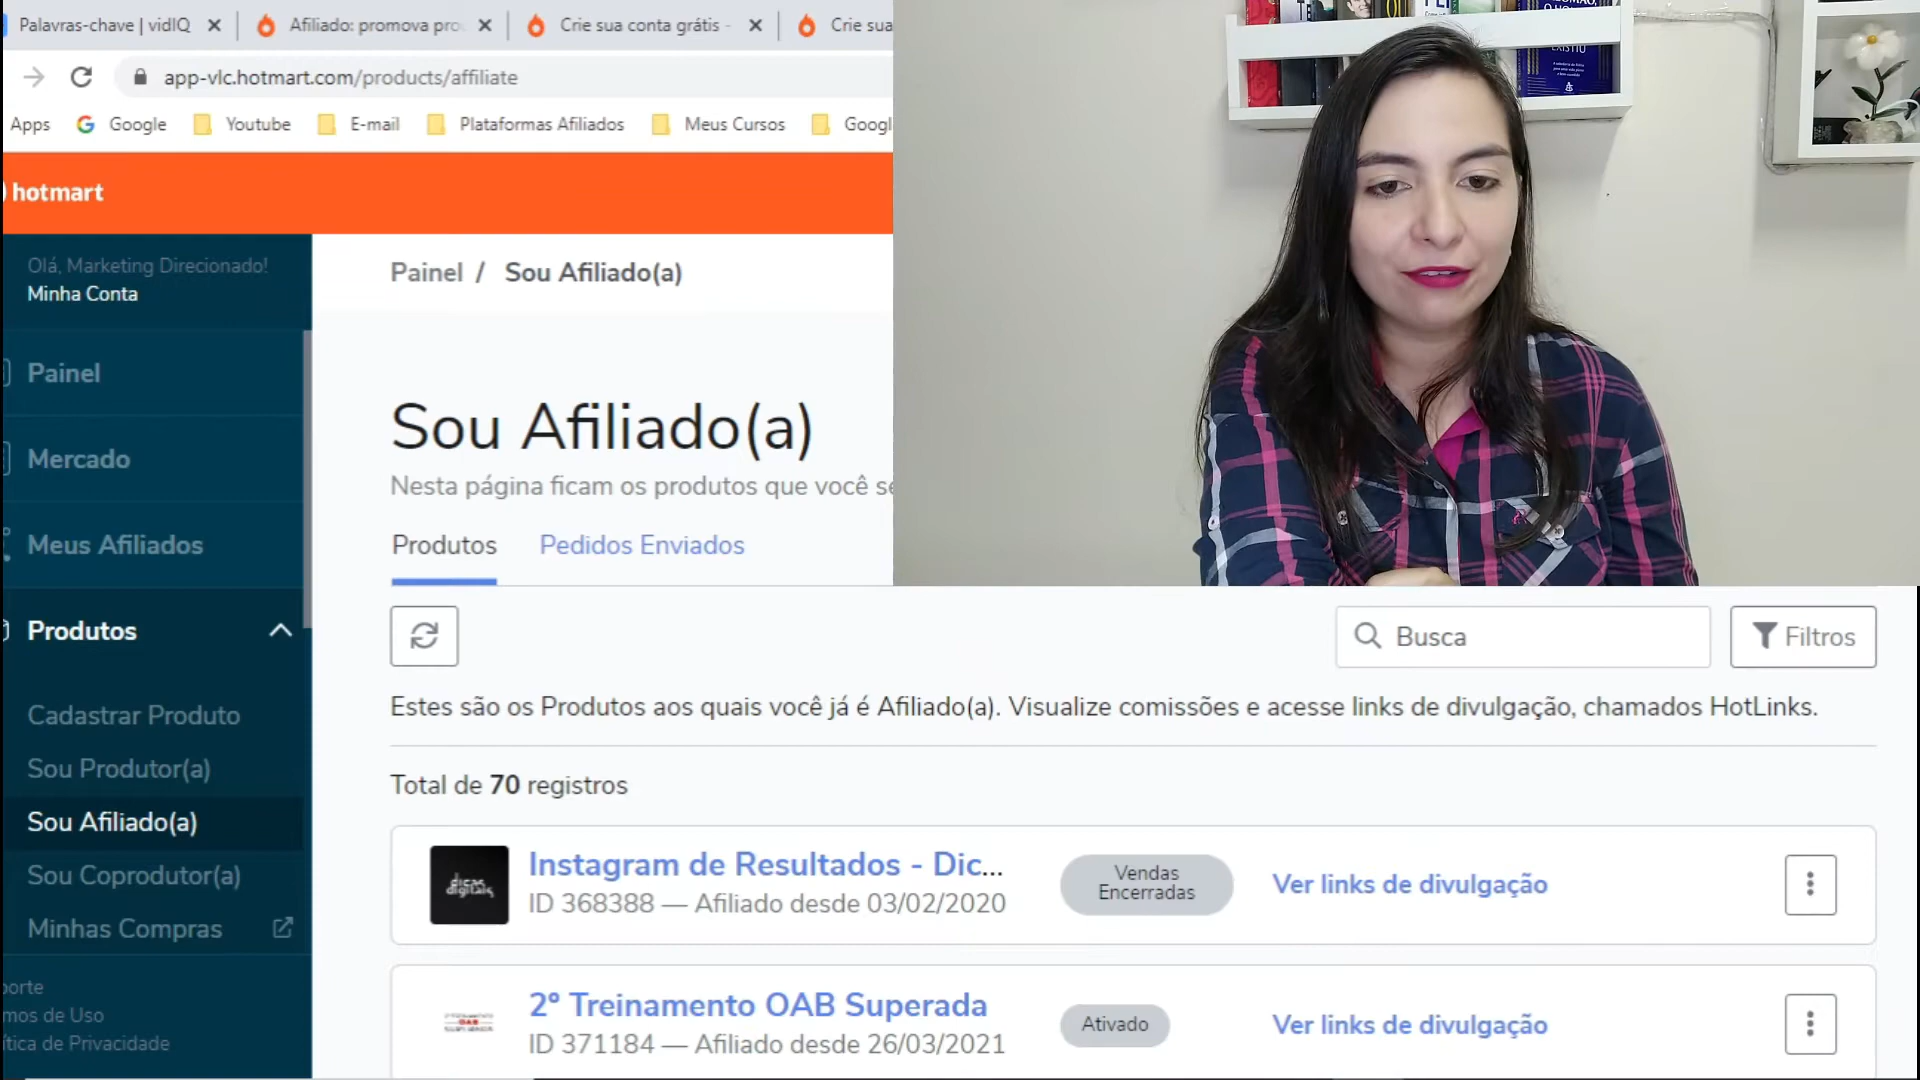 Palavras-chave | vidIQ
Afiliado: promova pro
Crie sua conta grátis -
Crie sua
app-vlc.hotmart.com/products/affiliate
Apps
Google
Youtube
E-mail
Plataformas Afiliados
Meus Cursos
Googl
hotmart
Olá, Marketing Direcionado!
Minha Conta
Painel
Mercado
Meus Afiliados
Produtos
Cadastrar Produto
Sou Produtor(a)
Sou Afiliado(a)
Sou Coprodutor(a)
Minhas Compras
porte
mos de Uso
ítica de Privacidade
Painel / Sou Afiliado(a)
Sou Afiliado(a)
Nesta página ficam os produtos que você se
Produtos
Pedidos Enviados
Busca
Filtros
Estes são os Produtos aos quais você já é Afiliado(a). Visualize comissões e acesse links de divulgação, chamados HotLinks.
Total de 70 registros
dicas
digitais
Instagram de Resultados - Dic...
ID 368388 — Afiliado desde 03/02/2020
Vendas
Encerradas
Ver links de divulgação
2º Treinamento OAB Superada
ID 371184 — Afiliado desde 26/03/2021
Ativado
Ver links de divulgação